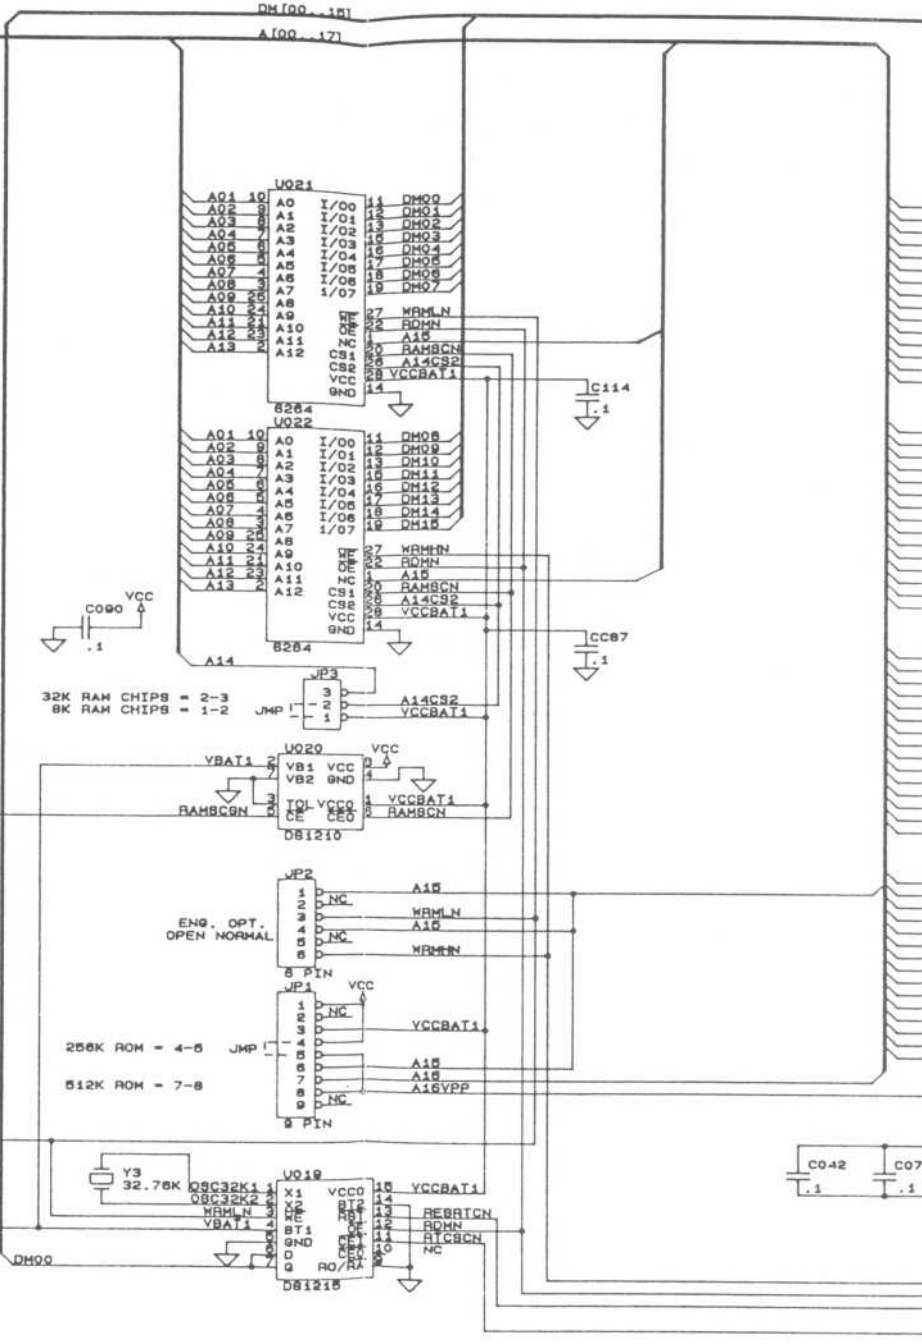 DM[00..15]
A[00..17]
U021
A01 10 A0 I/O0 11 DM00
A02 9 A1 I/O1 12 DM01
A03 8 A2 I/O2 13 DM02
A04 7 A3 I/O3 15 DM03
A05 6 A4 I/O4 16 DM04
A06 5 A5 I/O5 17 DM05
A07 4 A6 I/O6 18 DM06
A08 3 A7 I/O7 19 DM07
A09 25 A8
A10 24 A9 WE 27 WRMLN
A11 21 A10 OE 22 RDMN
A12 23 A11 NC 1 A15
A13 2 A12 CS1 20 RAMSCN
CS2 26 A14CS2
VCC 28 VCCBAT1
GND 14
C114
.1
6264
U022
A01 10 A0 I/O0 11 DM08
A02 9 A1 I/O1 12 DM09
A03 8 A2 I/O2 13 DM10
A04 7 A3 I/O3 15 DM11
A05 6 A4 I/O4 16 DM12
A06 5 A5 I/O5 17 DM13
A07 4 A6 I/O6 18 DM14
A08 3 A7 I/O7 19 DM15
A09 25 A8
A10 24 A9 WE 27 WRMHN
A11 21 A10 OE 22 RDMN
A12 23 A11 NC 1 A15
A13 2 A12 CS1 20 RAMSCN
CS2 26 A14CS2
VCC 28 VCCBAT1
GND 14
C090
VCC
.1
CC87
.1
6264
A14
JP3
32K RAM CHIPS = 2-3
8K RAM CHIPS = 1-2
JMP
3
2 A14CS2
1 VCCBAT1
U020
VCC
VBAT1 2 VB1 VCC 8
7 VB2 GND 4
3 TOL VCCO 1 VCCBAT1
RAMSCGN 5 CE CEO 6 RAMSCN
DS1210
JP2
1 A15
2 NC
3 WRMLN
4 A15
5 NC
6 WRMHN
ENG. OPT.
OPEN NORMAL
6 PIN
JP1
VCC
1
2 NC
3 VCCBAT1
4
5
6 A15
7 A16
8 A16VPP
9 NC
256K ROM = 4-5 JMP
512K ROM = 7-8
9 PIN
Y3
32.76K
U019
OSC32K1 1 X1 VCCO 16 VCCBAT1
OSC32K2 2 X2 BT2 14
WRMLN 3 WE RST 13 RESRTCN
VBAT1 4 BT1 OE 12 RDMN
GND CEI 11 RTCSCN
6 D CEO 10 NC
DM00 7 Q RO/RA 9
DS1215
C042
.1
C07
.1